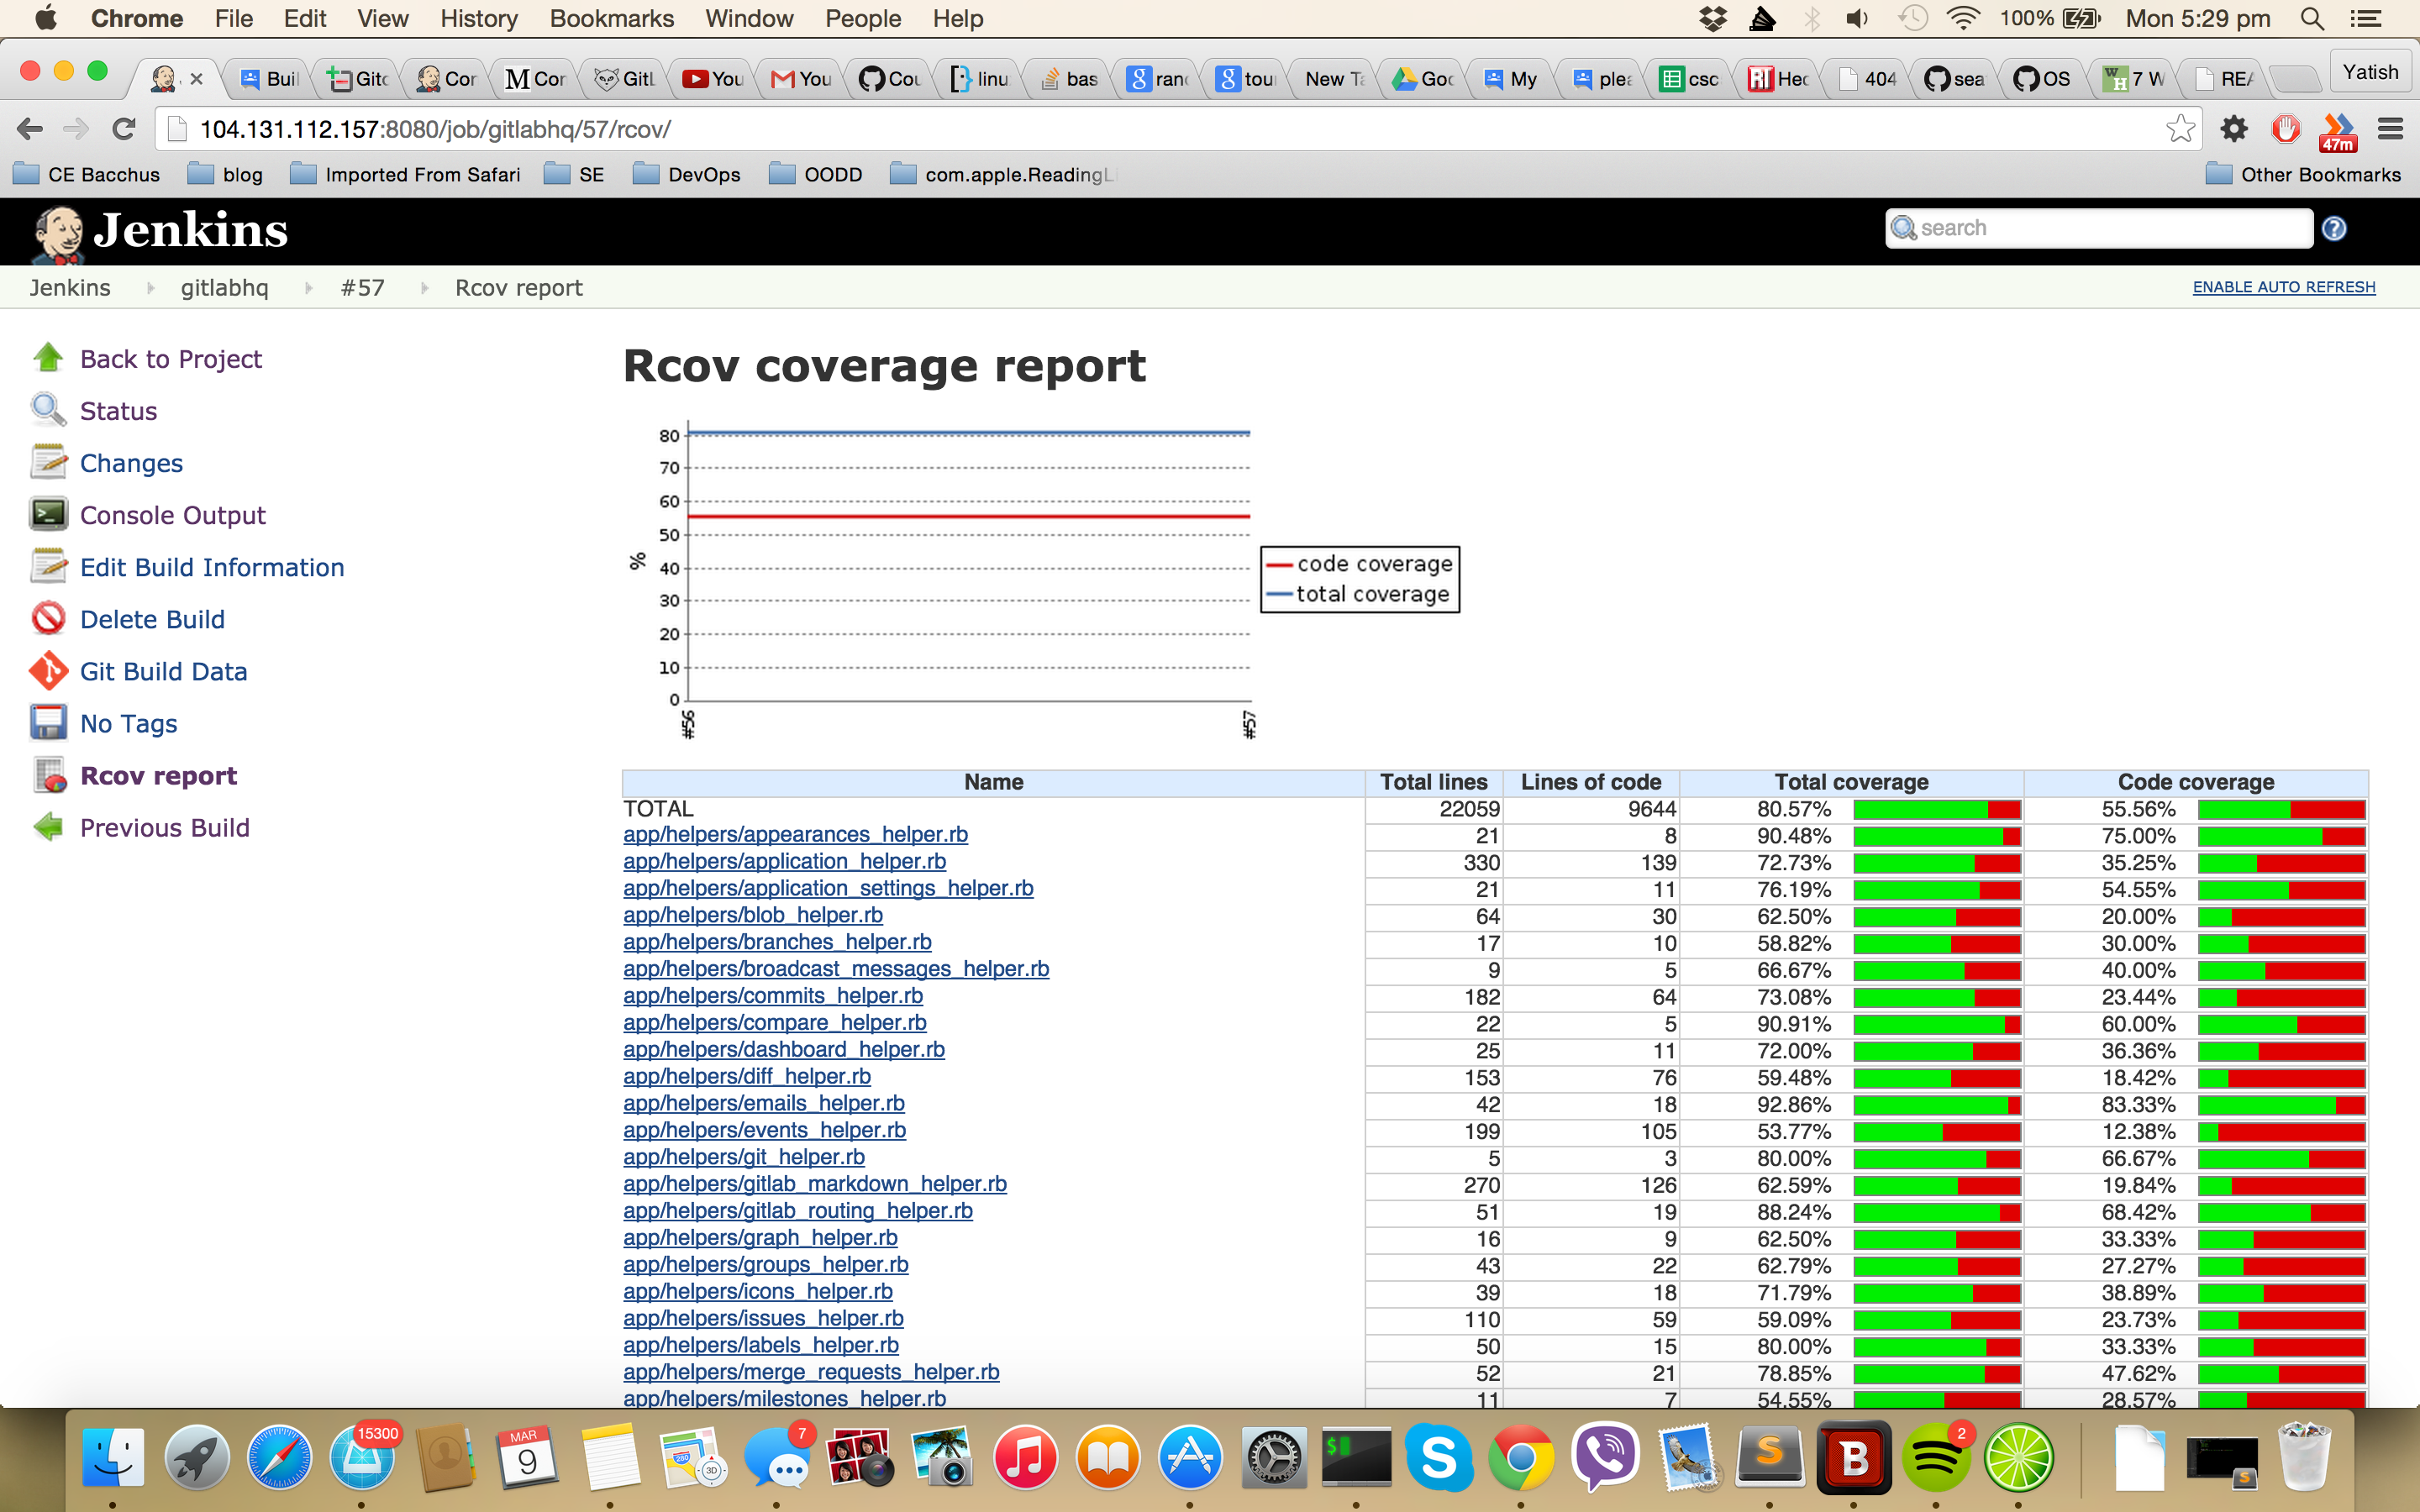 Chrome File Edit View History Bookmarks Window People Help 100% Mon 5:29 pm
Buil Gitc Cor Cor GitL You You Cou linu bas ran tour New Ta Goo My plea csc Hec 404 sea OS 7 W REA Yatish
104.131.112.157:8080/job/gitlabhq/57/rcov/
47m
CE Bacchus blog Imported From Safari SE DevOps OODD com.apple.ReadingLi Other Bookmarks
Jenkins search
Jenkins gitlabhq #57 Rcov report ENABLE AUTO REFRESH
Back to Project
Status
Changes
Console Output
Edit Build Information
Delete Build
Git Build Data
No Tags
Rcov report
Previous Build
Rcov coverage report
80
70
60
50
40
30
20
10
0
%
#56 #57
code coverage
total coverage
Name Total lines Lines of code Total coverage Code coverage
TOTAL 22059 9644 80.57% 55.56%
app/helpers/appearances_helper.rb 21 8 90.48% 75.00%
app/helpers/application_helper.rb 330 139 72.73% 35.25%
app/helpers/application_settings_helper.rb 21 11 76.19% 54.55%
app/helpers/blob_helper.rb 64 30 62.50% 20.00%
app/helpers/branches_helper.rb 17 10 58.82% 30.00%
app/helpers/broadcast_messages_helper.rb 9 5 66.67% 40.00%
app/helpers/commits_helper.rb 182 64 73.08% 23.44%
app/helpers/compare_helper.rb 22 5 90.91% 60.00%
app/helpers/dashboard_helper.rb 25 11 72.00% 36.36%
app/helpers/diff_helper.rb 153 76 59.48% 18.42%
app/helpers/emails_helper.rb 42 18 92.86% 83.33%
app/helpers/events_helper.rb 199 105 53.77% 12.38%
app/helpers/git_helper.rb 5 3 80.00% 66.67%
app/helpers/gitlab_markdown_helper.rb 270 126 62.59% 19.84%
app/helpers/gitlab_routing_helper.rb 51 19 88.24% 68.42%
app/helpers/graph_helper.rb 16 9 62.50% 33.33%
app/helpers/groups_helper.rb 43 22 62.79% 27.27%
app/helpers/icons_helper.rb 39 18 71.79% 38.89%
app/helpers/issues_helper.rb 110 59 59.09% 23.73%
app/helpers/labels_helper.rb 50 15 80.00% 33.33%
app/helpers/merge_requests_helper.rb 52 21 78.85% 47.62%
app/helpers/milestones_helper.rb 11 7 54.55% 28.57%
15300 MAR 9 7 2